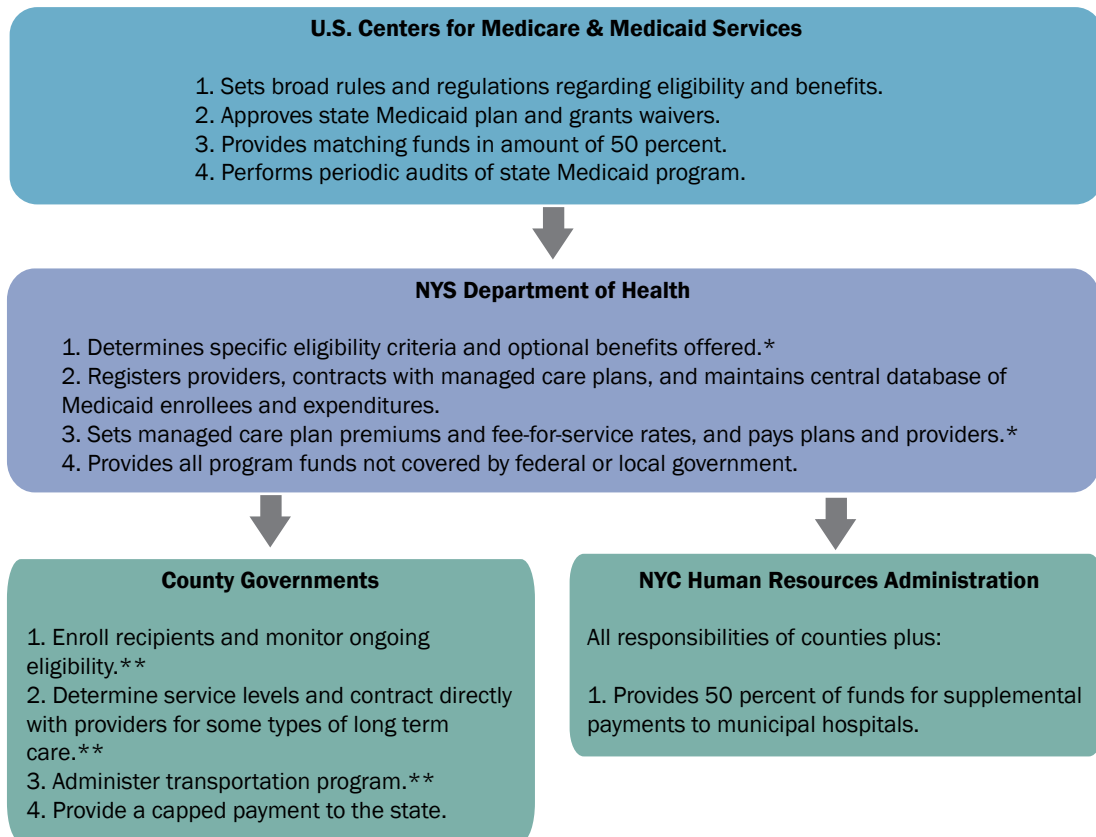 U.S. Centers for Medicare & Medicaid Services
1. Sets broad rules and regulations regarding eligibility and benefits.
2. Approves state Medicaid plan and grants waivers.
3. Provides matching funds in amount of 50 percent.
4. Performs periodic audits of state Medicaid program.
NYS Department of Health
1. Determines specific eligibility criteria and optional benefits offered.*
2. Registers providers, contracts with managed care plans, and maintains central database of
Medicaid enrollees and expenditures.
3. Sets managed care plan premiums and fee-for-service rates, and pays plans and providers.*
4. Provides all program funds not covered by federal or local government.
County Governments
1. Enroll recipients and monitor ongoing
eligibility.**
2. Determine service levels and contract directly
with providers for some types of long term
care.**
3. Administer transportation program.**
4. Provide a capped payment to the state.
NYC Human Resources Administration
All responsibilities of counties plus:
1. Provides 50 percent of funds for supplemental
payments to municipal hospitals.